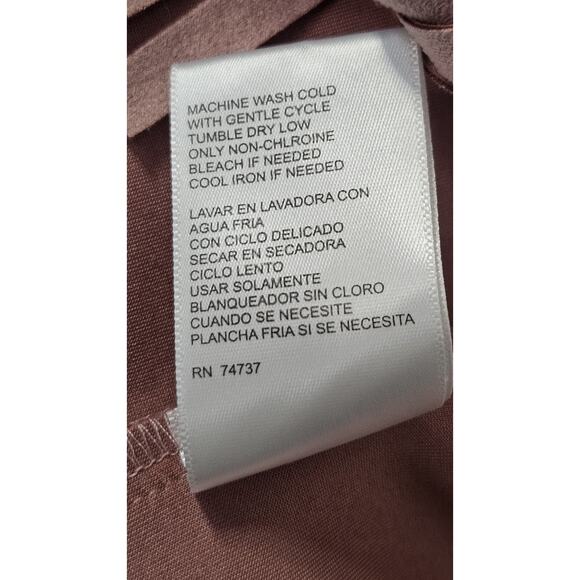 MACHINE WASH COLD
WITH GENTLE CYCLE
TUMBLE DRY LOW
ONLY NON-CHLROINE
BLEACH IF NEEDED
COOL IRON IF NEEDED
LAVAR EN LAVADORA CON
AGUA FRIA
CON CICLO DELICADO
SECAR EN SECADORA
CICLO LENTO
USAR SOLAMENTE
BLANQUEADOR SIN CLORO
CUANDO SE NECESITE
PLANCHA FRIA SI SE NECESITA
RN 74737